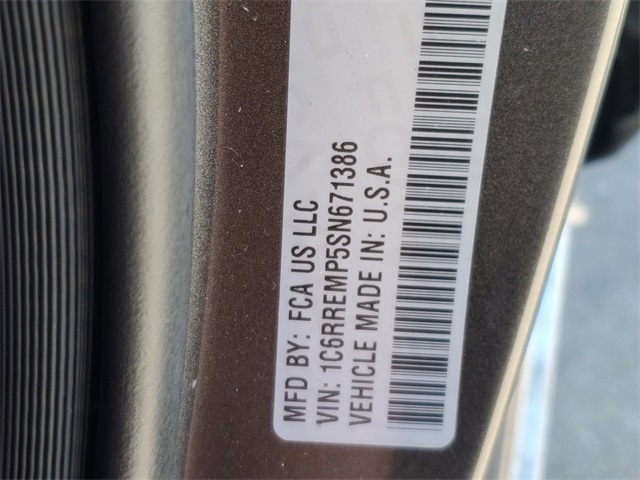 MFD BY: FCA US LLC
VIN: 1C6RREMP5SN671386
VEHICLE MADE IN: U.S.A.